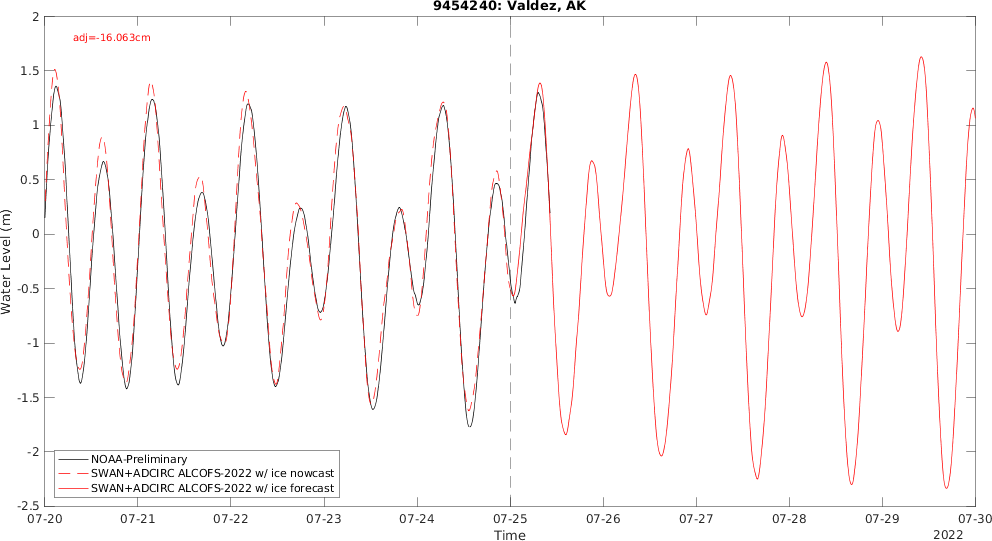 9454240: Valdez, AK
adj=-16.063cm
2
1.5
1
0.5
0
-0.5
-1
-1.5
-2
-2.5
Water Level (m)
NOAA-Preliminary
SWAN+ADCIRC ALCOFS-2022 w/ ice nowcast
SWAN+ADCIRC ALCOFS-2022 w/ ice forecast
07-20 07-21 07-22 07-23 07-24 07-25 07-26 07-27 07-28 07-29 07-30
Time
2022